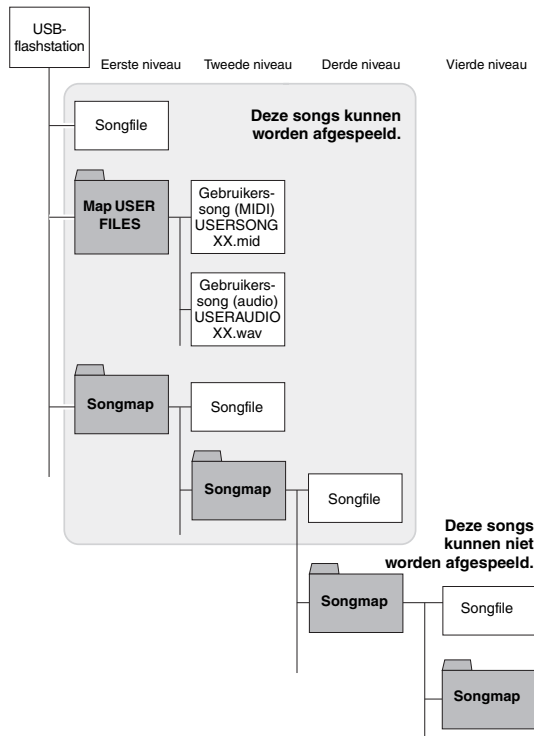 USB-
flashstation
Eerste niveau
Tweede niveau
Derde niveau
Vierde niveau
Songfile
Deze songs kunnen
worden afgespeeld.
Map USER
FILES
Gebruikers-
song (MIDI)
USERSONG
XX.mid
Gebruikers-
song (audio)
USERAUDIO
XX.wav
Songmap
Songfile
Songmap
Songfile
Deze songs
kunnen niet
worden afgespeeld.
Songmap
Songfile
Songmap